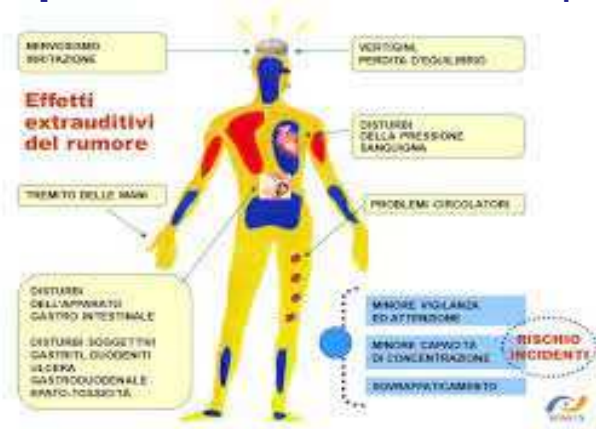 NERVOSISMO
IRRITAZIONE
VERTIGINI,
PERDITA D'EQUILIBRIO
Effetti
extrauditivi
del rumore
DISTURBI
DELLA PRESSIONE
SANGUIGNA
TREMITO DELLE MANI
PROBLEMI CIRCOLATORI
DISTURBI
DELL'APPARATO
GASTRO INTESTINALE
DISTURBI SOGGETTIVI
GASTRITI, DUODENITI
ULCERA
GASTRODUODENALE
EPATO-TOSSICITÀ
MINORE VIGILANZA
ED ATTENZIONE
MINORE CAPACITÀ
DI CONCENTRAZIONE
SOVRAFFATICAMENTO
RISCHIO
INCIDENTI